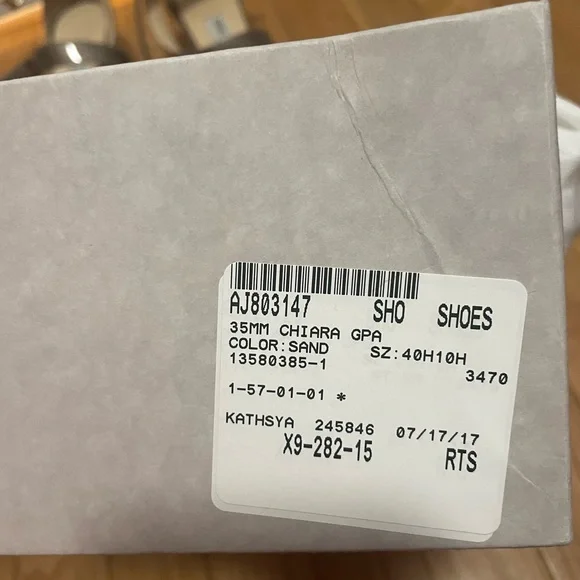 AJ803147 SHO SHOES
35MM CHIARA GPA
COLOR:SAND SZ:40H10H
13580385-1 3470
1-57-01-01 *
KATHSYA 245846 07/17/17
X9-282-15 RTS